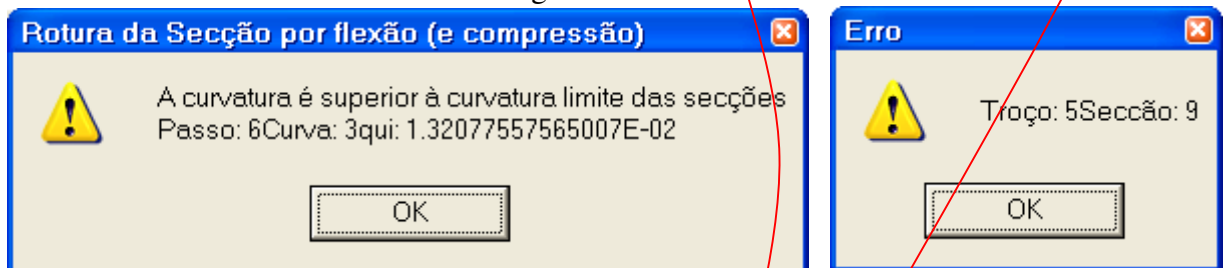 Rotura da Secção por flexão (e compressão)
A curvatura é superior à curvatura limite das secções
Passo: 6Curva: 3qui: 1.32077557565007E-02
OK
Erro
Troço: 5Seccão: 9
OK